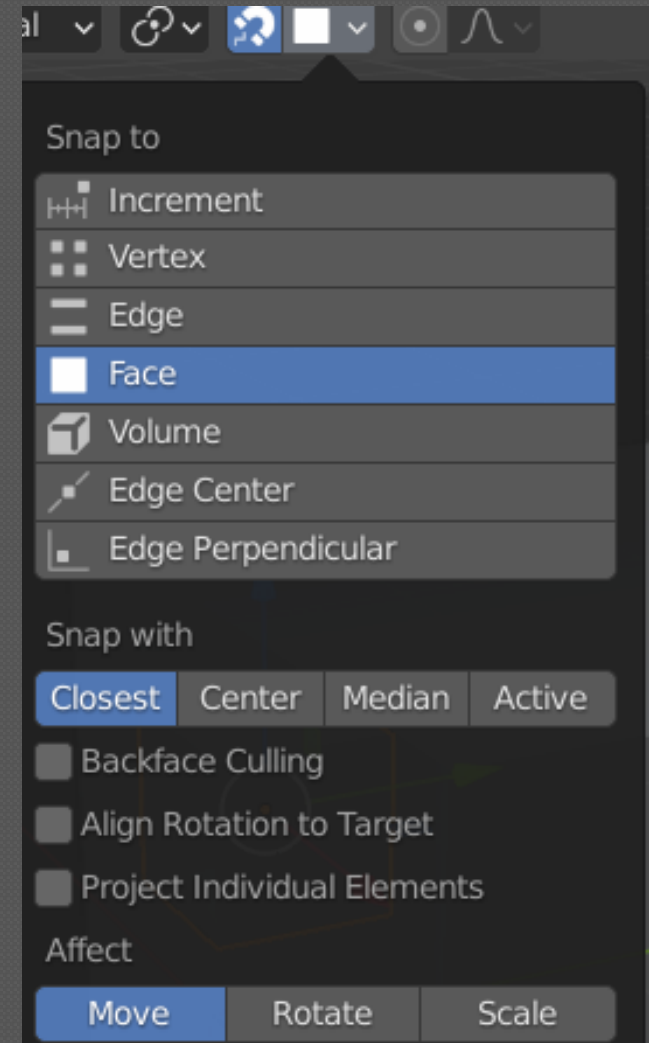 al
Snap to
Increment
Vertex
Edge
Face
Volume
Edge Center
Edge Perpendicular
Snap with
Closest Center Median Active
Backface Culling
Align Rotation to Target
Project Individual Elements
Affect
Move Rotate Scale